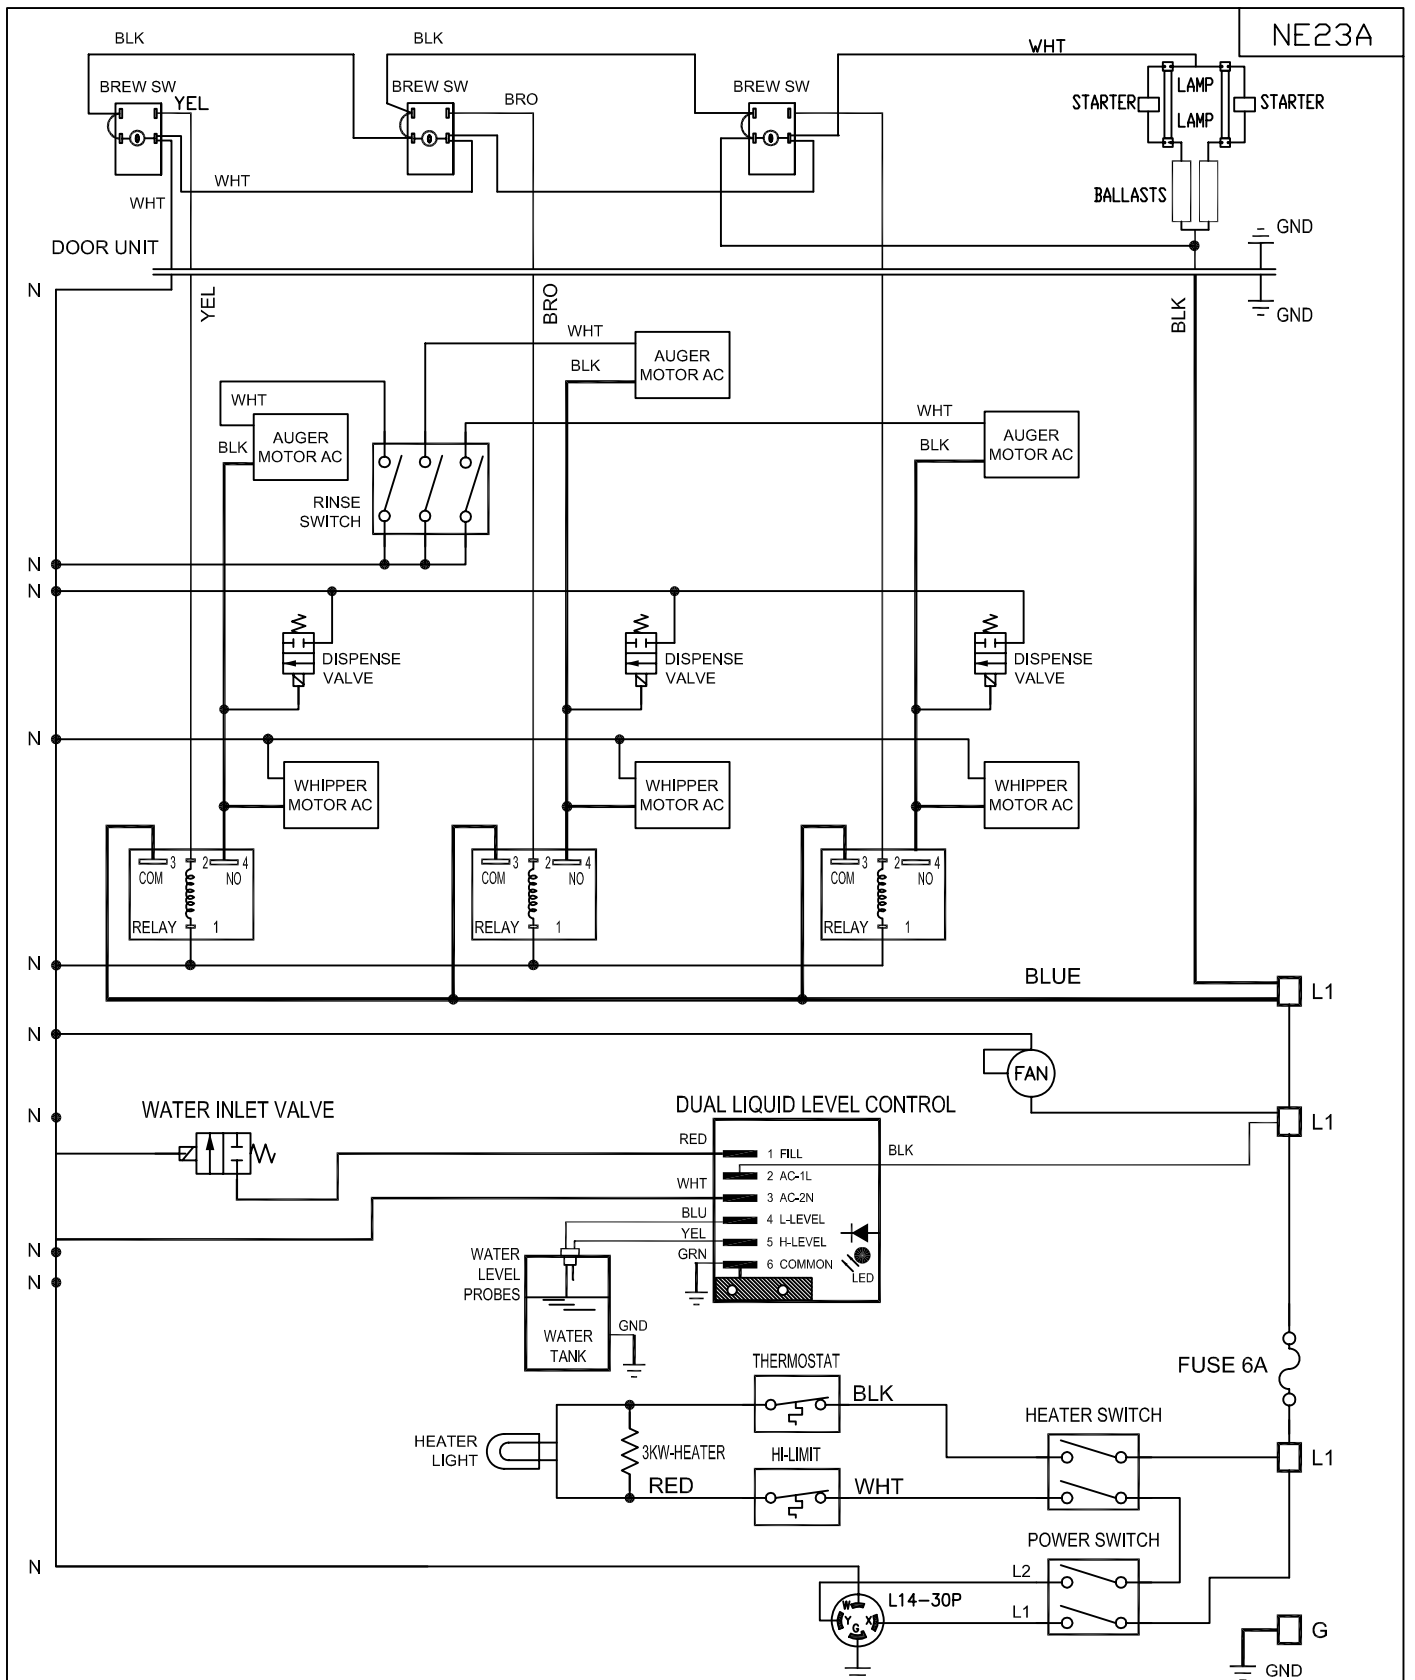 NE23A
BLK
BLK
WHT
BREW SW
BREW SW
BREW SW
YEL
BRO
LAMP
LAMP
STARTER
STARTER
WHT
WHT
BALLASTS
DOOR UNIT
GND
N
YEL
BRO
BLK
GND
WHT
BLK
AUGER
MOTOR AC
WHT
BLK
AUGER
MOTOR AC
WHT
BLK
AUGER
MOTOR AC
RINSE
SWITCH
N
N
DISPENSE
VALVE
DISPENSE
VALVE
DISPENSE
VALVE
N
WHIPPER
MOTOR AC
WHIPPER
MOTOR AC
WHIPPER
MOTOR AC
3 2 4
COM NO
RELAY 1
3 2 4
COM NO
RELAY 1
3 2 4
COM NO
RELAY 1
N
BLUE
L1
N
FAN
N
WATER INLET VALVE
DUAL LIQUID LEVEL CONTROL
L1
RED
1 FILL
BLK
2 AC-1L
WHT
3 AC-2N
BLU
4 L-LEVEL
YEL
5 H-LEVEL
GRN
6 COMMON
LED
N
N
WATER
LEVEL
PROBES
WATER
TANK
GND
THERMOSTAT
BLK
FUSE 6A
HEATER SWITCH
HEATER
LIGHT
3KW-HEATER
HI-LIMIT
L1
RED
WHT
POWER SWITCH
N
L2
L14-30P
L1
W
Y
X
G
G
GND